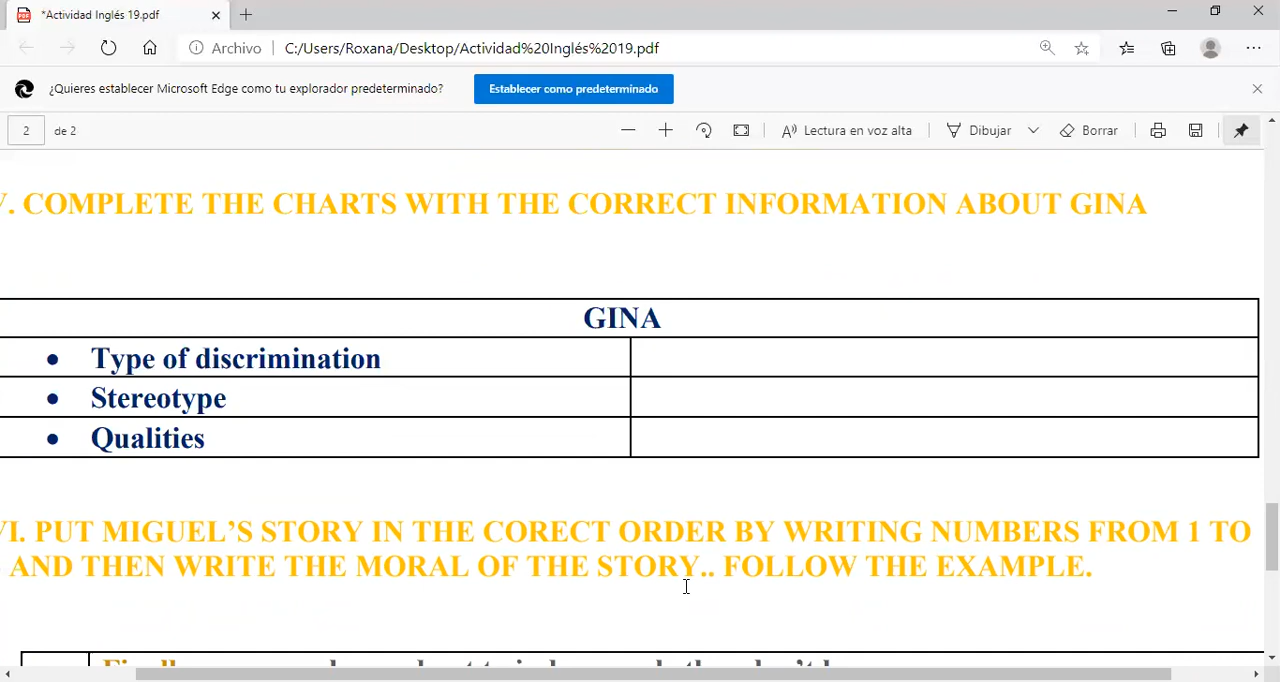 *Actividad Inglés 19.pdf
Archivo C:/Users/Roxana/Desktop/Actividad%20Inglés%2019.pdf
¿Quieres establecer Microsoft Edge como tu explorador predeterminado? Establecer como predeterminado
2 de 2 Lectura en voz alta Dibujar Borrar
. COMPLETE THE CHARTS WITH THE CORRECT INFORMATION ABOUT GINA
GINA
• Type of discrimination
• Stereotype
• Qualities
VI. PUT MIGUEL'S STORY IN THE CORECT ORDER BY WRITING NUMBERS FROM 1 TO
AND THEN WRITE THE MORAL OF THE STORY.. FOLLOW THE EXAMPLE.